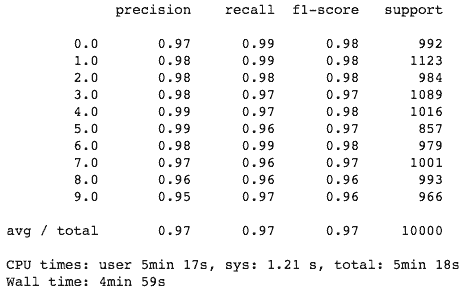 precision recall f1-score support
0.0 0.97 0.99 0.98 992
1.0 0.98 0.99 0.98 1123
2.0 0.98 0.98 0.98 984
3.0 0.98 0.97 0.97 1089
4.0 0.99 0.97 0.98 1016
5.0 0.99 0.96 0.97 857
6.0 0.98 0.99 0.98 979
7.0 0.97 0.96 0.97 1001
8.0 0.96 0.96 0.96 993
9.0 0.95 0.97 0.96 966
avg / total 0.97 0.97 0.97 10000
CPU times: user 5min 17s, sys: 1.21 s, total: 5min 18s
Wall time: 4min 59s